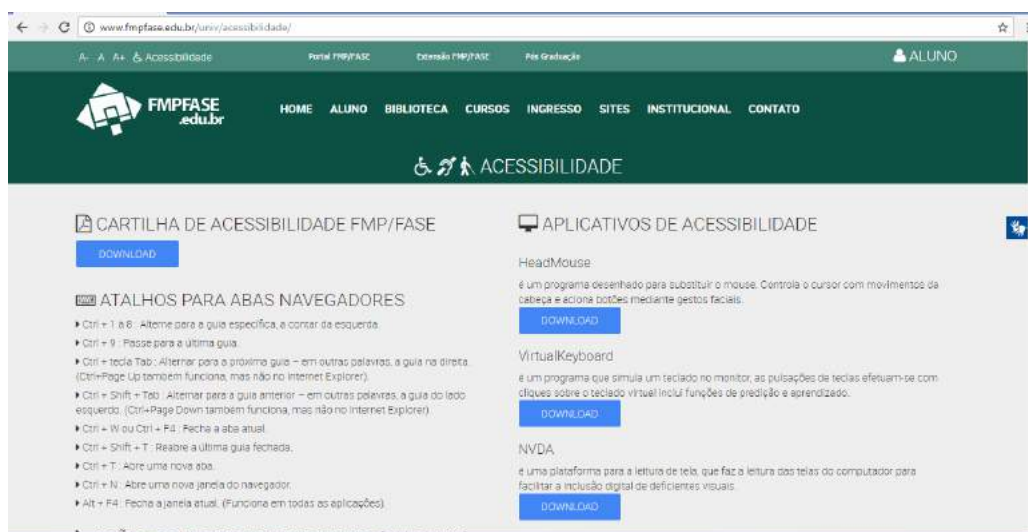 www.fmpfase.edu.br/univ/acessibilidade/
A- A A+ Acessibilidade
Portal FMP/FASE
Extensão FMP/FASE
Pós Graduação
ALUNO
FMPFASE
.edu.br
HOME ALUNO BIBLIOTECA CURSOS INGRESSO SITES INSTITUCIONAL CONTATO
ACESSIBILIDADE
CARTILHA DE ACESSIBILIDADE FMP/FASE
DOWNLOAD
ATALHOS PARA ABAS NAVEGADORES
Ctrl + 1 a 8 : Alterne para a guia específica, a contar da esquerda.
Ctrl + 9 : Passe para a última guia.
Ctrl + tecla Tab : Alternar para a próxima guia – em outras palavras, a guia na direita.
(Ctrl+Page Up também funciona, mas não no Internet Explorer).
Ctrl + Shift + Tab : Alternar para a guia anterior – em outras palavras, a guia do lado
esquerdo. (Ctrl+Page Down também funciona, mas não no Internet Explorer).
Ctrl + W ou Ctrl + F4 : Fecha a aba atual.
Ctrl + Shift + T : Reabre a última guia fechada.
Ctrl + T : Abre uma nova aba.
Ctrl + N : Abre uma nova janela do navegador.
Alt + F4 : Fecha a janela atual. (Funciona em todas as aplicações).
APLICATIVOS DE ACESSIBILIDADE
HeadMouse
é um programa desenhado para substituir o mouse. Controla o cursor com movimentos da
cabeça e aciona botões mediante gestos faciais.
DOWNLOAD
VirtualKeyboard
é um programa que simula um teclado no monitor, as pulsações de teclas efetuam-se com
cliques sobre o teclado virtual inclui funções de predição e aprendizado.
DOWNLOAD
NVDA
é uma plataforma para a leitura de tela, que faz a leitura das telas do computador para
facilitar a inclusão digital de deficientes visuais.
DOWNLOAD